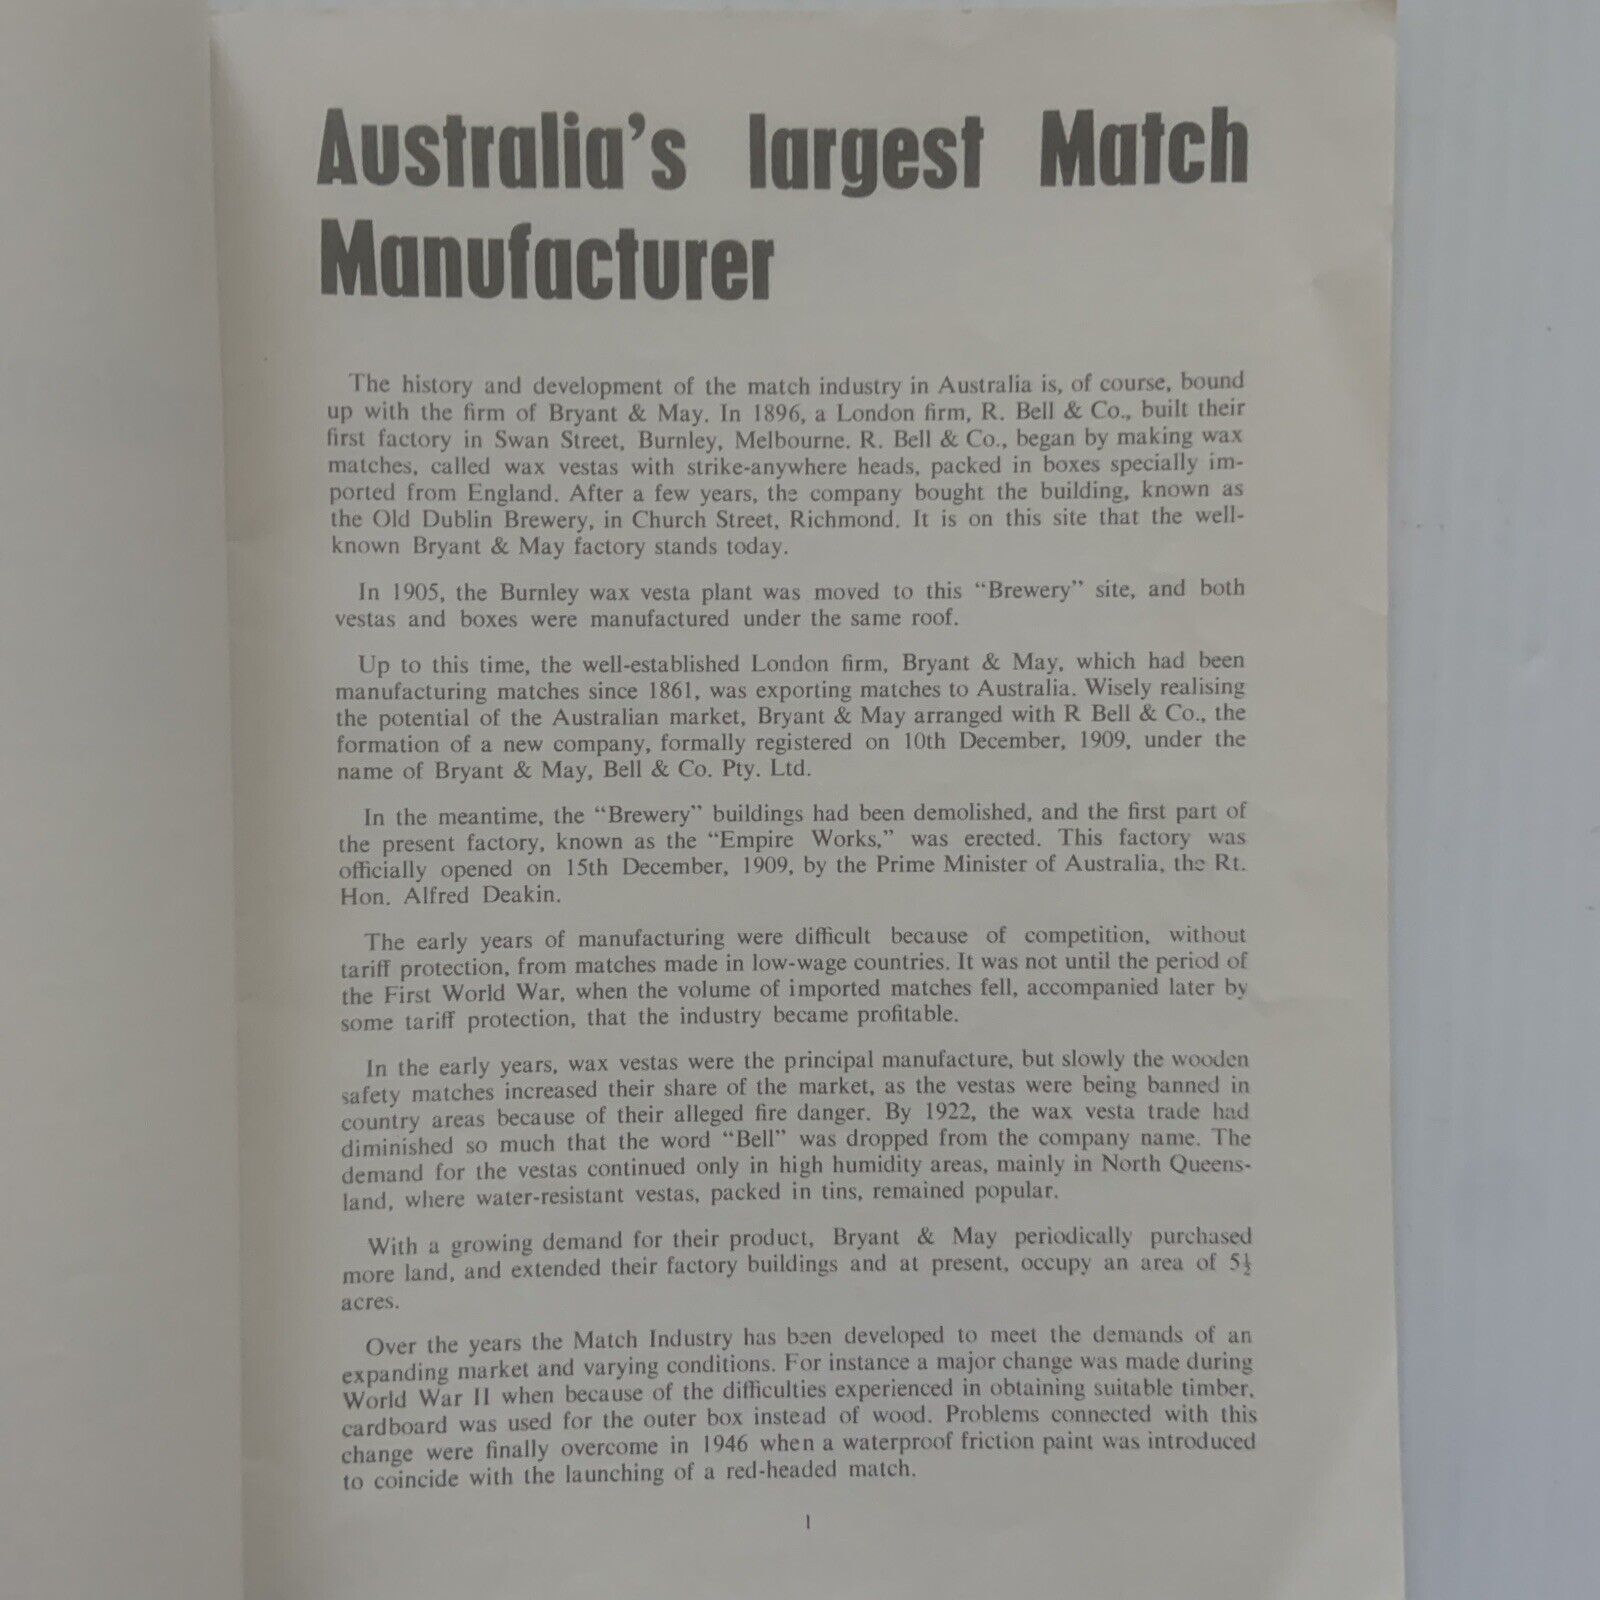 Australia's largest Match
Manufacturer
The history and development of the match industry in Australia is, of course, bound
up with the firm of Bryant & May. In 1896, a London firm, R. Bell & Co., built their
first factory in Swan Street, Burnley, Melbourne. R. Bell & Co., began by making wax
matches, called wax vestas with strike-anywhere heads, packed in boxes specially im-
ported from England. After a few years, the company bought the building, known as
the Old Dublin Brewery, in Church Street, Richmond. It is on this site that the well-
known Bryant & May factory stands today.
In 1905, the Burnley wax vesta plant was moved to this "Brewery" site, and both
vestas and boxes were manufactured under the same roof.
Up to this time, the well-established London firm, Bryant & May, which had been
manufacturing matches since 1861, was exporting matches to Australia. Wisely realising
the potential of the Australian market, Bryant & May arranged with R Bell & Co., the
formation of a new company, formally registered on 10th December, 1909, under the
name of Bryant & May, Bell & Co. Pty. Ltd.
In the meantime, the "Brewery" buildings had been demolished, and the first part of
the present factory, known as the "Empire Works," was erected. This factory was
officially opened on 15th December, 1909, by the Prime Minister of Australia, the Rt.
Hon. Alfred Deakin.
The early years of manufacturing were difficult because of competition, without
tariff protection, from matches made in low-wage countries. It was not until the period of
the First World War, when the volume of imported matches fell, accompanied later by
some tariff protection, that the industry became profitable.
In the early years, wax vestas were the principal manufacture, but slowly the wooden
safety matches increased their share of the market, as the vestas were being banned in
country areas because of their alleged fire danger. By 1922, the wax vesta trade had
diminished so much that the word "Bell" was dropped from the company name. The
demand for the vestas continued only in high humidity areas, mainly in North Queens-
land, where water-resistant vestas, packed in tins, remained popular.
With a growing demand for their product, Bryant & May periodically purchased
more land, and extended their factory buildings and at present, occupy an area of 5½
acres.
Over the years the Match Industry has been developed to meet the demands of an
expanding market and varying conditions. For instance a major change was made during
World War II when because of the difficulties experienced in obtaining suitable timber,
cardboard was used for the outer box instead of wood. Problems connected with this
change were finally overcome in 1946 when a waterproof friction paint was introduced
to coincide with the launching of a red-headed match.
1